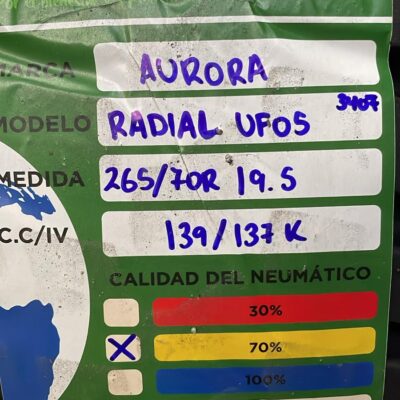 MARCA AURORA
3407
MODELO RADIAL UF05
MEDIDA 265/70R 19.5
C.C/IV 139/137 K
CALIDAD DEL NEUMÁTICO
30%
X 70%
100%